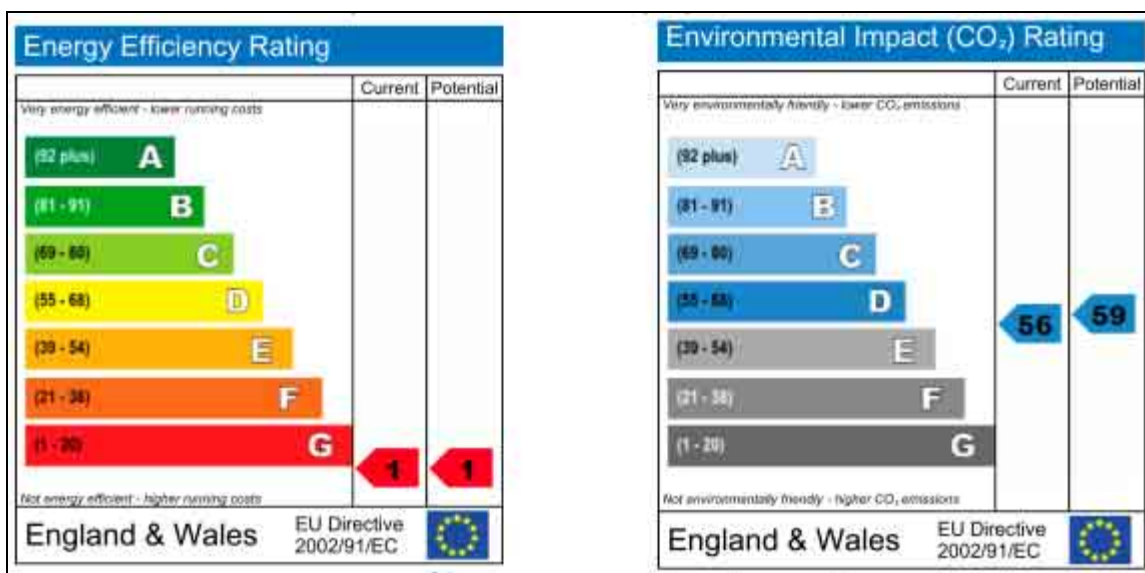 Energy Efficiency Rating
Current Potential
Very energy efficient - lower running costs
(92 plus) A
(81 - 91) B
(69 - 80) C
(55 - 68) D
(39 - 54) E
(21 - 38) F
(1 - 20) G
1 1
Not energy efficient - higher running costs
England & Wales
EU Directive
2002/91/EC
Environmental Impact (CO₂) Rating
Current Potential
Very environmentally friendly - lower CO₂ emissions
(92 plus) A
(81 - 91) B
(69 - 80) C
(55 - 68) D
(39 - 54) E
(21 - 38) F
(1 - 20) G
56 59
Not environmentally friendly - higher CO₂ emissions
England & Wales
EU Directive
2002/91/EC